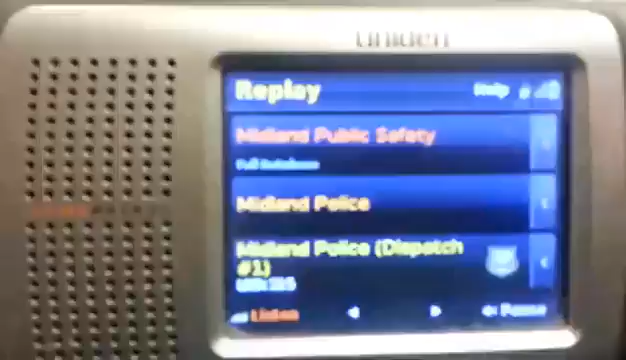 uniden
Replay
Help
Midland Public Safety
Full Database
Midland Police
Midland Police (Dispatch
#1)
Listen
Pause